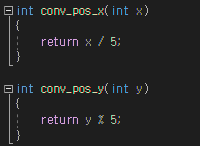 int conv_pos_x(int x)
{
return x / 5;
}
int conv_pos_y(int y)
{
return y % 5;
}